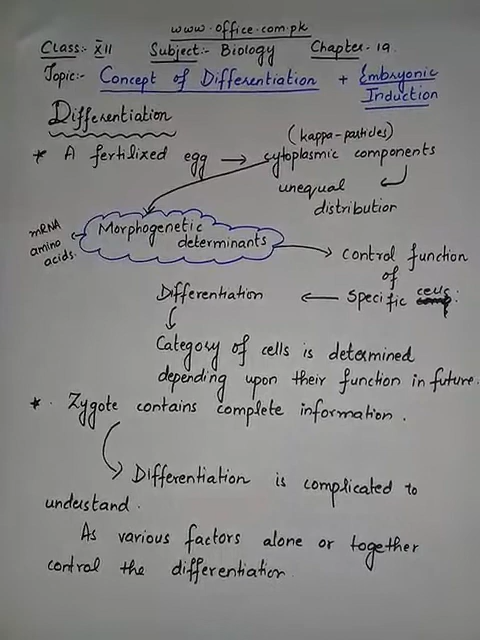 www.office.com.pk
Class:- XII Subject:- Biology Chapter-19
Topic:- Concept of Differentiation + Embryonic
Induction
Differentiation
(kappa-particles)
* A fertilized egg → cytoplasmic components
unequal
distribution
mRNA
amino
acids.
Morphogenetic
determinants
control function
of
specific cells:
Differentiation
Category of cells is determined
depending upon their function in future.
* . Zygote contains complete information.
Differentiation is complicated to
understand.
As various factors alone or together
control the differentiation.